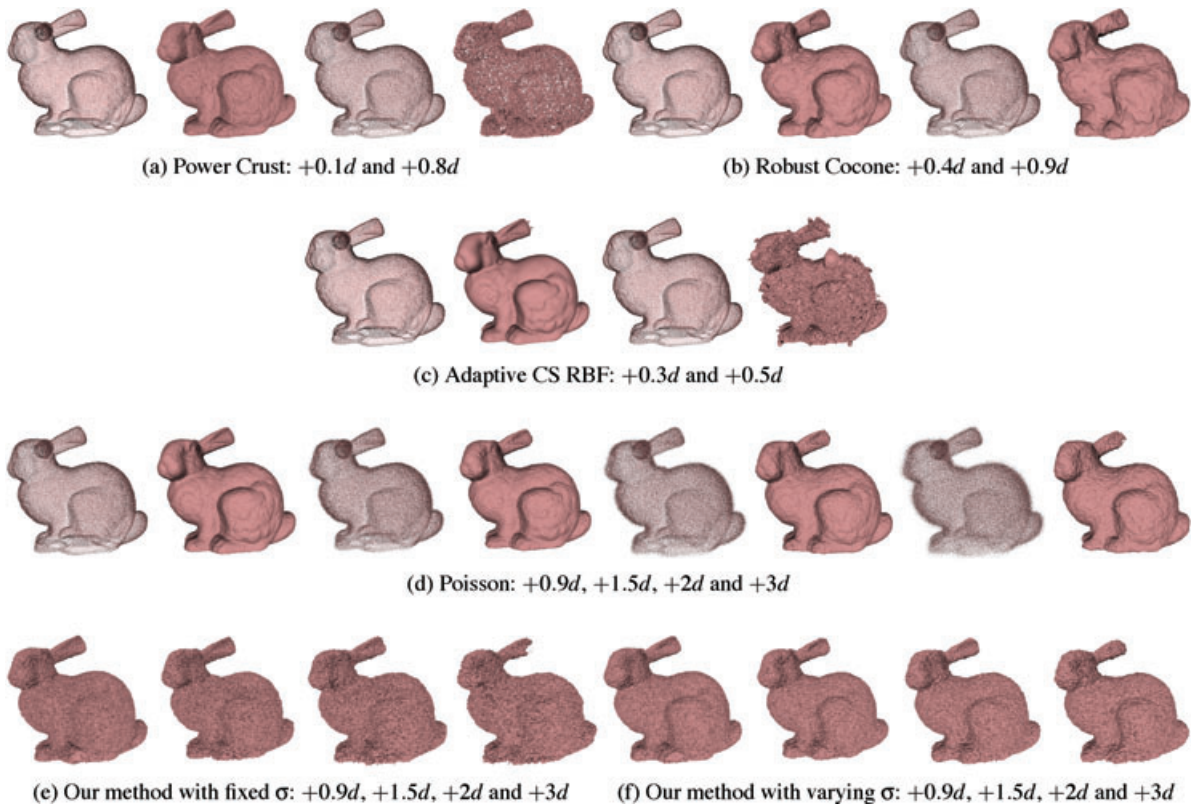 (a) Power Crust: +0.1d and +0.8d
(b) Robust Cocone: +0.4d and +0.9d
(c) Adaptive CS RBF: +0.3d and +0.5d
(d) Poisson: +0.9d, +1.5d, +2d and +3d
(e) Our method with fixed σ: +0.9d, +1.5d, +2d and +3d
(f) Our method with varying σ: +0.9d, +1.5d, +2d and +3d